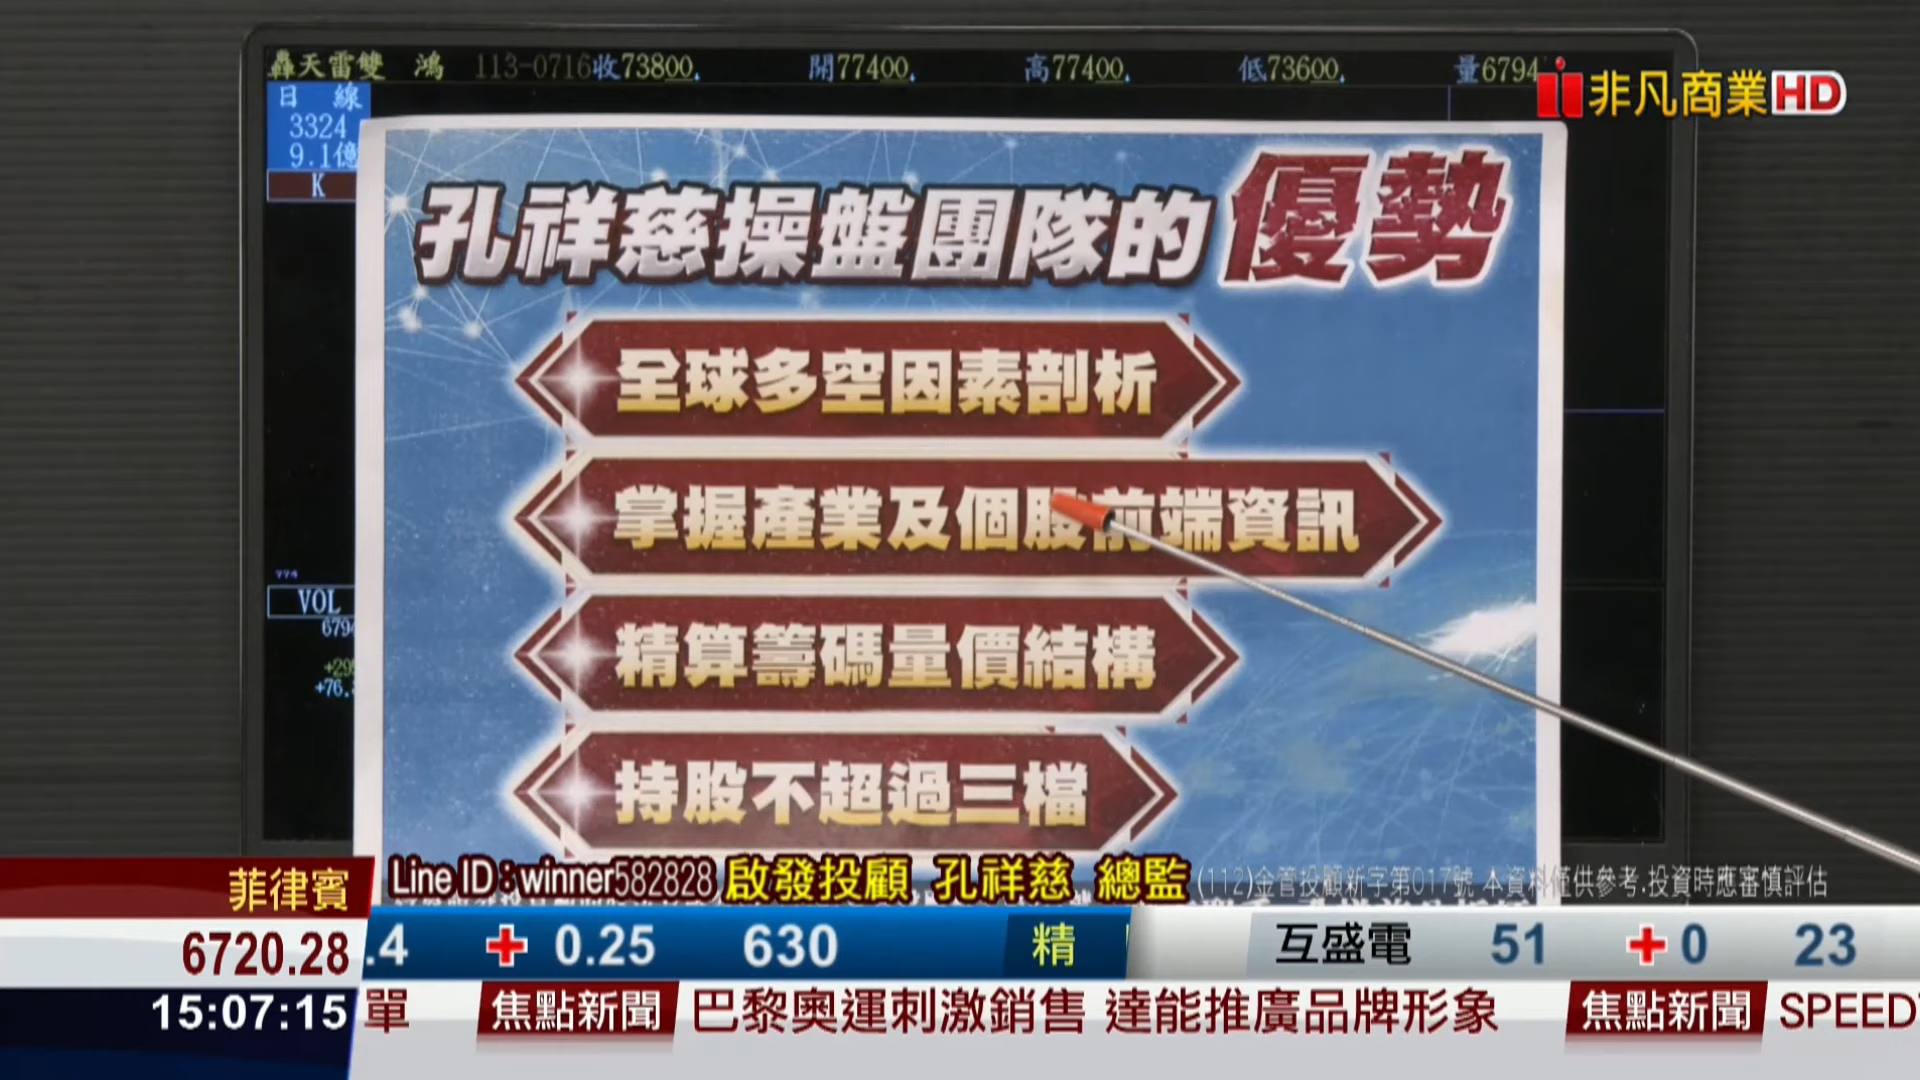 轟天雷雙 鴻 113-0716收73800. 開77400. 高77400. 低73600. 量6794
非凡商業HD
日 線
3324
9.1億
K
孔祥慈操盤團隊的優勢
全球多空因素剖析
掌握產業及個股前端資訊
精算籌碼量價結構
持股不超過三檔
774
VOL
6794
Line ID:winner582828 啟發投顧 孔祥慈 總監 (112)金管投顧新字第017號 本資料僅供參考.投資時應審慎評估
菲律賓
6720.28
.4 + 0.25 630 精 互盛電 51 + 0 23
15:07:15
單 焦點新聞 巴黎奧運刺激銷售 達能推廣品牌形象 焦點新聞 SPEED